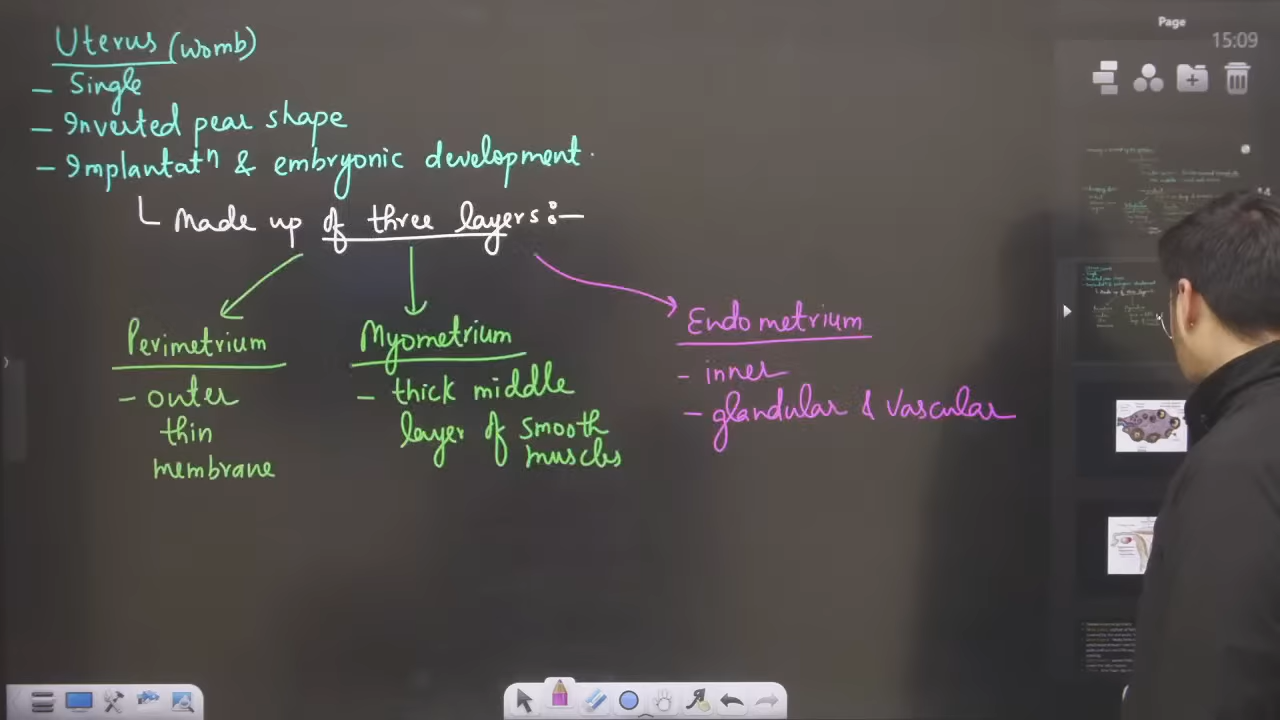 Page
15:09
Uterus (womb)
- Single
- Inverted pear shape
- Implantatⁿ & embryonic development.
Made up of three layers:-
Perimetrium
- outer
thin
membrane
Myometrium
- thick middle
layer of smooth
muscles
Endometrium
- inner
- glandular & vascular